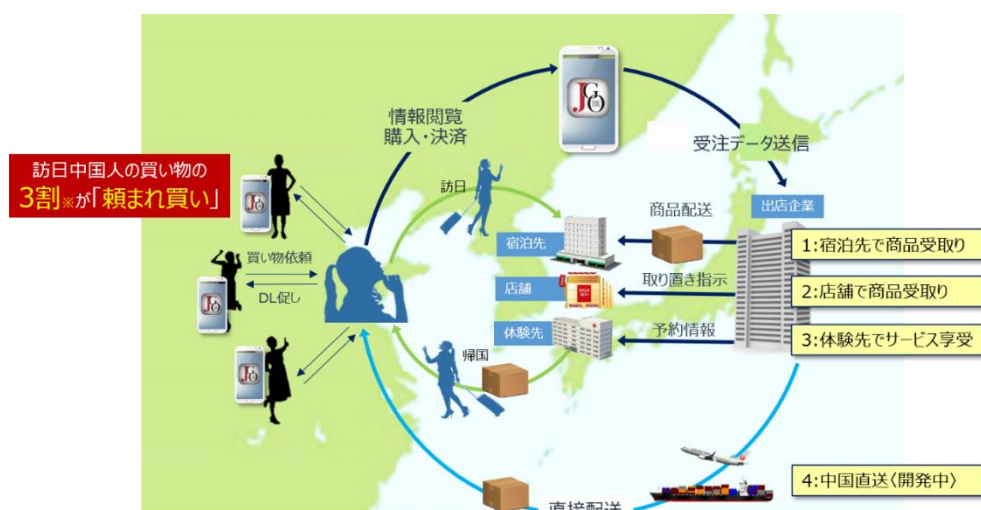 情報閲覧
購入・決済
JGO
受注データ送信
訪日中国人の買い物の
3割※が「頼まれ買い」
JGO
訪日
商品配送
出店企業
宿泊先
1:宿泊先で商品受取り
買い物依頼
JGO
DL促し
店舗
取り置き指示
2:店舗で商品受取り
体験先
予約情報
3:体験先でサービス享受
帰国
JGO
4:中国直送〈開発中〉
直接配送